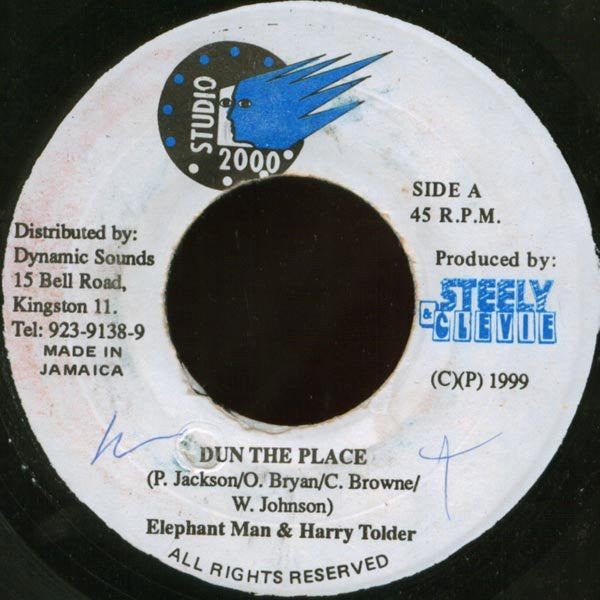 STUDIO
2000
SIDE A
45 R.P.M.
Distributed by:
Dynamic Sounds
15 Bell Road,
Kingston 11.
Tel: 923-9138-9
MADE IN
JAMAICA
Produced by:
STEELY
& CLEVIE
(C)(P) 1999
DUN THE PLACE
(P. Jackson/O. Bryan/C. Browne/
W. Johnson)
Elephant Man & Harry Tolder
ALL RIGHTS RESERVED